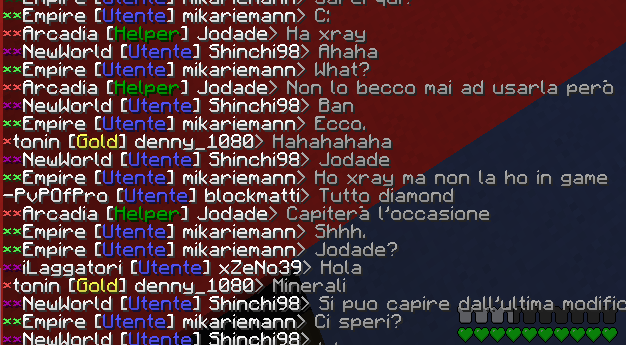 ××Empire [Utente] mikariemann> Sarei qui.
××Empire [Utente] mikariemann> C:
××Arcadia [Helper] Jodade> Ha xray
××NewWorld [Utente] Shinchi98> Ahaha
××Empire [Utente] mikariemann> What?
××Arcadia [Helper] Jodade> Non lo becco mai ad usarla però
××NewWorld [Utente] Shinchi98> Ban
××Empire [Utente] mikariemann> Ecco.
×tonin [Gold] denny_1080> Hahahahaha
××NewWorld [Utente] Shinchi98> Jodade
××Empire [Utente] mikariemann> Ho xray ma non la ho in game
-PvPOfPro [Utente] blockmatti> Tutto diamond
××Arcadia [Helper] Jodade> Capiterà l'occasione
××Empire [Utente] mikariemann> Shhh.
××Empire [Utente] mikariemann> Jodade?
××iLaggatori [Utente] xZeNo39> Hola
×tonin [Gold] denny_1080> Minerali
××NewWorld [Utente] Shinchi98> Si puo capire dall'ultima modific
××Empire [Utente] mikariemann> Ci speri?
××NewWorld [Utente] Shinchi98>